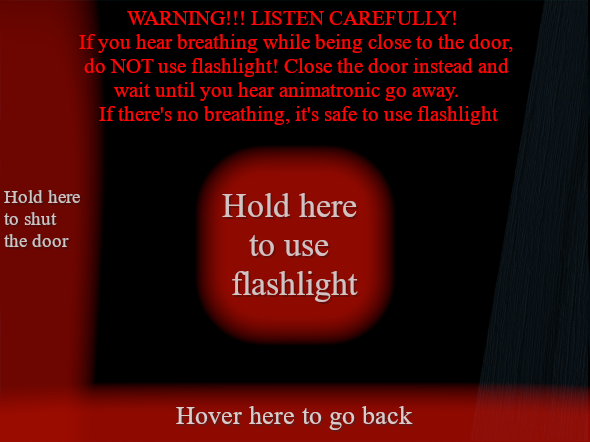 WARNING!!! LISTEN CAREFULLY!
If you hear breathing while being close to the door,
do NOT use flashlight! Close the door instead and
wait until you hear animatronic go away.
If there's no breathing, it's safe to use flashlight
Hold here
to shut
the door
Hold here
to use
flashlight
Hover here to go back